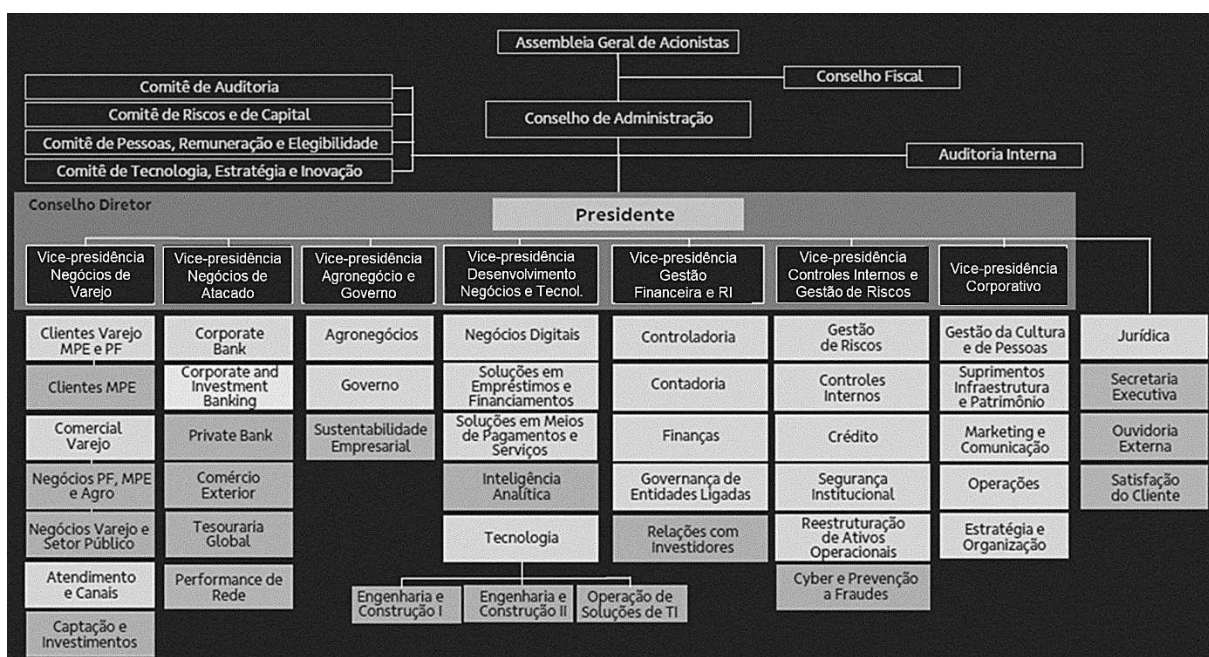 Assembleia Geral de Acionistas
Conselho Fiscal
Comitê de Auditoria
Comitê de Riscos e de Capital
Conselho de Administração
Comitê de Pessoas, Remuneração e Elegibilidade
Auditoria Interna
Comitê de Tecnologia, Estratégia e Inovação
Conselho Diretor
Presidente
Vice-presidência
Negócios de
Varejo
Vice-presidência
Negócios de
Atacado
Vice-presidência
Agronegócio e
Governo
Vice-presidência
Desenvolvimento
Negócios e Tecnol.
Vice-presidência
Gestão
Financeira e RI
Vice-presidência
Controles Internos e
Gestão de Riscos
Vice-presidência
Corporativo
Clientes Varejo
MPE e PF
Clientes MPE
Comercial
Varejo
Negócios PF, MPE
e Agro
Negócios Varejo e
Setor Público
Atendimento
e Canais
Captação e
Investimentos
Corporate
Bank
Corporate and
Investment
Banking
Private Bank
Comércio
Exterior
Tesouraria
Global
Performance de
Rede
Agronegócios
Governo
Sustentabilidade
Empresarial
Negócios Digitais
Soluções em
Empréstimos e
Financiamentos
Soluções em Meios
de Pagamentos e
Serviços
Inteligência
Analítica
Tecnologia
Engenharia e
Construção I
Engenharia e
Construção II
Operação de
Soluções de TI
Controladoria
Contadoria
Finanças
Governança de
Entidades Ligadas
Relações com
Investidores
Gestão
de Riscos
Controles
Internos
Crédito
Segurança
Institucional
Reestruturação
de Ativos
Operacionais
Cyber e Prevenção
a Fraudes
Gestão da Cultura
e de Pessoas
Suprimentos
Infraestrutura
e Patrimônio
Marketing e
Comunicação
Operações
Estratégia e
Organização
Jurídica
Secretaria
Executiva
Ouvidoria
Externa
Satisfação
do Cliente